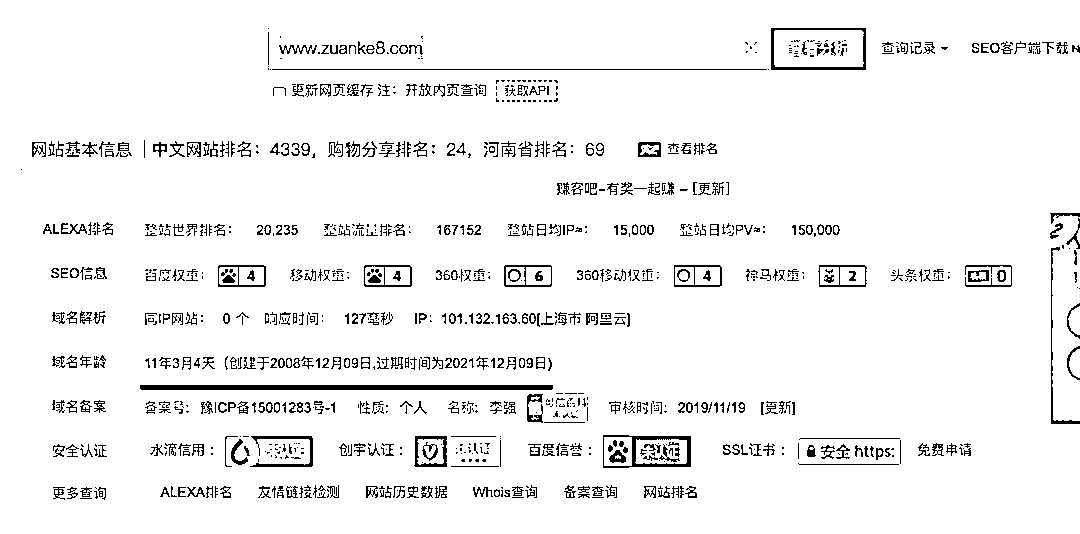 www.zuanke8.com 查询记录 SEO客户端下载
更新网页缓存 注：开放内页查询 获取API
网站基本信息 中文网站排名：4339，购物分享排名：24，河南省排名：69 查看排名
赚客吧-有奖一起赚 - [更新]
ALEXA排名 整站世界排名： 20,235 整站流量排名： 167152 整站日均IP≈： 15,000 整站日均PV≈： 150,000
SEO信息 百度权重： 4 移动权重： 4 360权重： 6 360移动权重： 4 神马权重： 2 头条权重： 0
域名解析 同IP网站： 0 个 响应时间： 127毫秒 IP：101.132.163.60[上海市 阿里云]
域名年龄 11年3月4天（创建于2008年12月09日,过期时间为2021年12月09日)
域名备案 备案号：豫ICP备15001283号-1 性质：个人 名称：李强 未认证 审核时间：2019/11/19 [更新]
安全认证 水滴信用： 未认证 创宇认证： 未认证 百度信誉： 未认证 SSL证书： 安全 https: 免费申请
更多查询 ALEXA排名 友情链接检测 网站历史数据 Whois查询 备案查询 网站排名